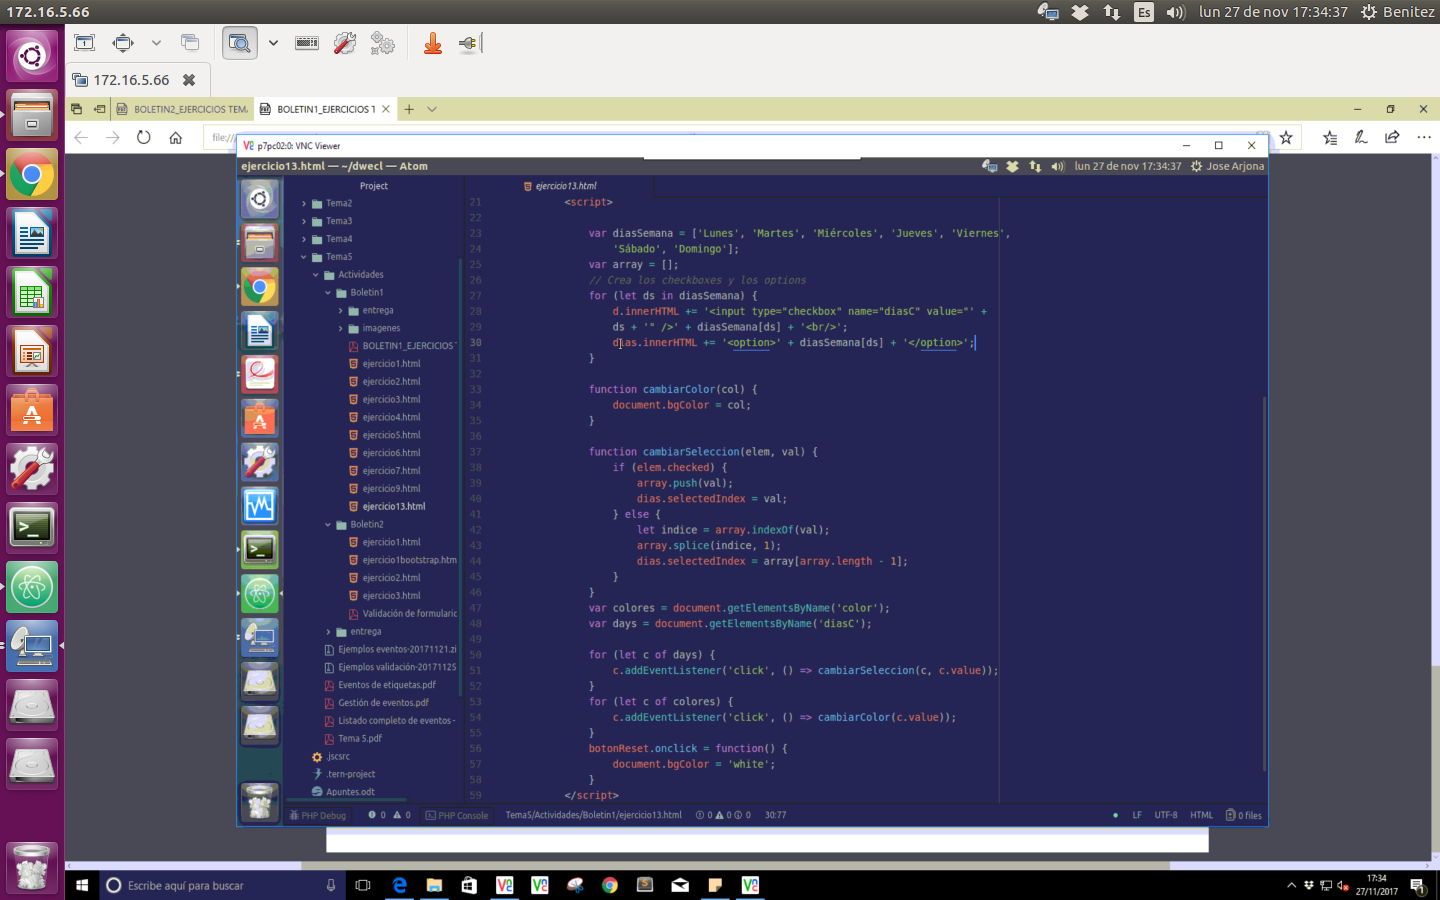 172.16.5.66
Es
lun 27 de nov 17:34:37
Benitez
172.16.5.66
BOLETIN2_EJERCICIOS TEM
BOLETIN1_EJERCICIOS T
file://
p7pc02:0: VNC Viewer
ejercicio13.html — ~/dwecl — Atom
lun 27 de nov 17:34:37
Jose Arjona
Project
Tema2
Tema3
Tema4
Tema5
Actividades
Boletin1
entrega
imagenes
BOLETIN1_EJERCICIOS
ejercicio1.html
ejercicio2.html
ejercicio3.html
ejercicio4.html
ejercicio5.html
ejercicio6.html
ejercicio7.html
ejercicio9.html
ejercicio13.html
Boletin2
ejercicio1.html
ejercicio1bootstrap.htm
ejercicio2.html
ejercicio3.html
Validación de formularic
entrega
Ejemplos eventos-20171121.zi
Ejemplos validación-20171125
Eventos de etiquetas.pdf
Gestión de eventos.pdf
Listado completo de eventos -
Tema 5.pdf
.jscsrc
.tern-project
Apuntes.odt
ejercicio13.html
21 <script>
22
23 var diasSemana = ['Lunes', 'Martes', 'Miércoles', 'Jueves', 'Viernes',
24 'Sábado', 'Domingo'];
25 var array = [];
26 // Crea los checkboxes y los options
27 for (let ds in diasSemana) {
28 d.innerHTML += '<input type="checkbox" name="diasC" value="' +
29 ds + '" />' + diasSemana[ds] + '<br/>';
30 dias.innerHTML += '<option>' + diasSemana[ds] + '</option>';
31 }
32
33 function cambiarColor(col) {
34 document.bgColor = col;
35 }
36
37 function cambiarSeleccion(elem, val) {
38 if (elem.checked) {
39 array.push(val);
40 dias.selectedIndex = val;
41 } else {
42 let indice = array.indexOf(val);
43 array.splice(indice, 1);
44 dias.selectedIndex = array[array.length - 1];
45 }
46 }
47 var colores = document.getElementsByName('color');
48 var days = document.getElementsByName('diasC');
49
50 for (let c of days) {
51 c.addEventListener('click', () => cambiarSeleccion(c, c.value));
52 }
53 for (let c of colores) {
54 c.addEventListener('click', () => cambiarColor(c.value));
55 }
56 botonReset.onclick = function() {
57 document.bgColor = 'white';
58 }
59 </script>
PHP Debug
0 0
PHP Console
Tema5/Actividades/Boletin1/ejercicio13.html
0 0 0
30:77
LF
UTF-8
HTML
0 files
Escribe aquí para buscar
17:34
27/11/2017
1